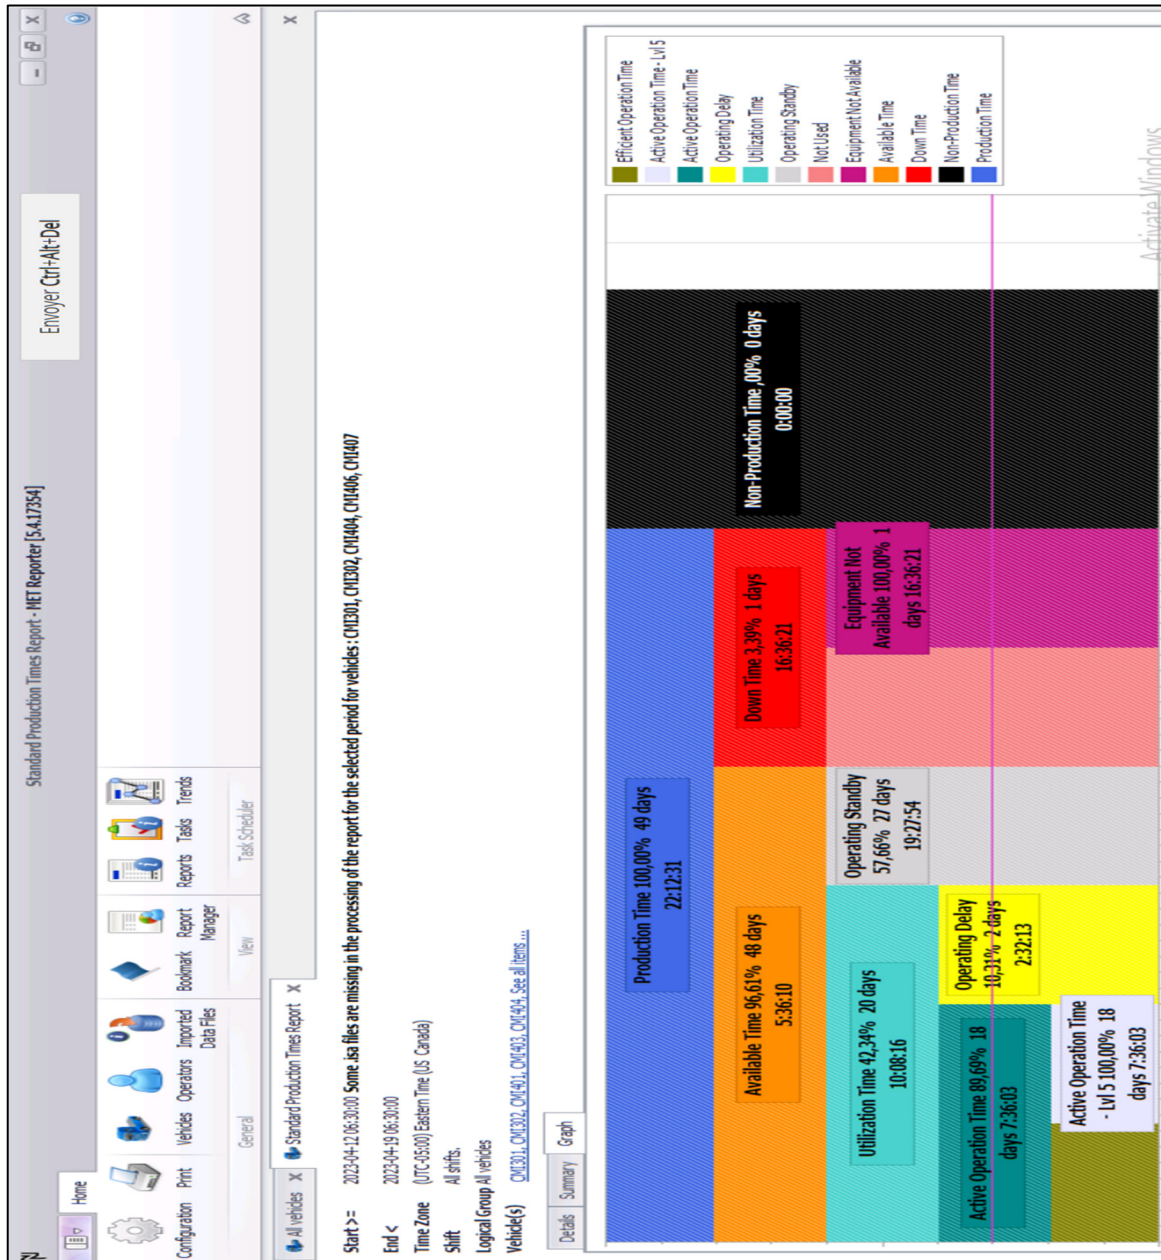 Standard Production Times Report - MET Reporter [5.4.17354]
Envoyer Ctrl+Alt+Del
Home
Configuration
Print
Vehicles
Operators
Imported
Data Files
Bookmark
Report
Manager
Reports
Tasks
Trends
General
View
Task Scheduler
All vehicles X
Standard Production Times Report X
Start >= 2023-04-12 06:30:00 Some .isa files are missing in the processing of the report for the selected period for vehicles : CMI301, CMI302, CMI404, CMI406, CMI407
End < 2023-04-19 06:30:00
Time Zone (UTC-05:00) Eastern Time (US Canada)
Shift All shifts.
Logical Group All vehicles
Vehicle(s) CMI301, CMI302, CMI401, CMI403, CMI404, See all items ...
Details
Summary
Graph
Production Time 100,00% 49 days
22:12:31
Available Time 96,61% 48 days
5:36:10
Down Time 3,39% 1 days
16:36:21
Non-Production Time ,00% 0 days
0:00:00
Utilization Time 42,34% 20 days
10:08:16
Operating Standby
57,66% 27 days
19:27:54
Equipment Not
Available 100,00% 1
days 16:36:21
Active Operation Time 89,69% 18
days 7:36:03
Operating Delay
10,31% 2 days
2:32:13
Active Operation Time
- Lvl 5 100,00% 18
days 7:36:03
Efficient Operation Time
Active Operation Time - Lvl 5
Active Operation Time
Operating Delay
Utilization Time
Operating Standby
Not Used
Equipment Not Available
Available Time
Down Time
Non-Production Time
Production Time
Activate Windows